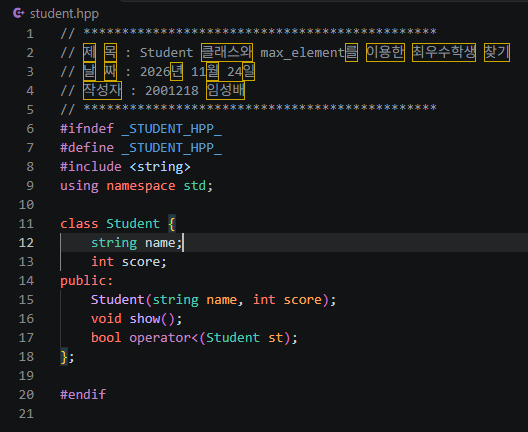 student.hpp
1 // *********************************************
2 // 제 목 : Student 클래스와 max_element를 이용한 최우수학생 찾기
3 // 날 짜 : 2026년 11월 24일
4 // 작성자 : 2001218 임성배
5 // *********************************************
6 #ifndef _STUDENT_HPP_
7 #define _STUDENT_HPP_
8 #include <string>
9 using namespace std;
10
11 class Student {
12     string name;
13     int score;
14 public:
15     Student(string name, int score);
16     void show();
17     bool operator<(Student st);
18 };
19
20 #endif
21